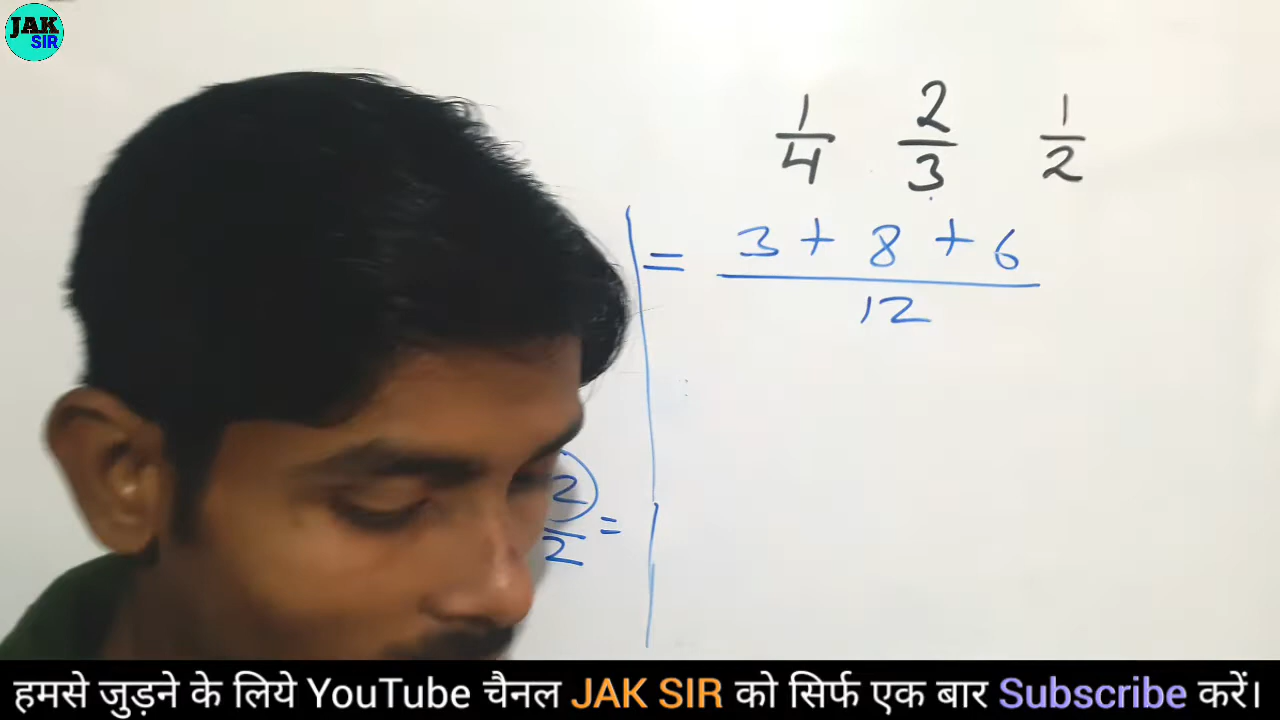 JAK
SIR
1/4 2/3 1/2
= 3 + 8 + 6 / 12
2/2 =
हमसे जुड़ने के लिये YouTube चैनल JAK SIR को सिर्फ एक बार Subscribe करें।